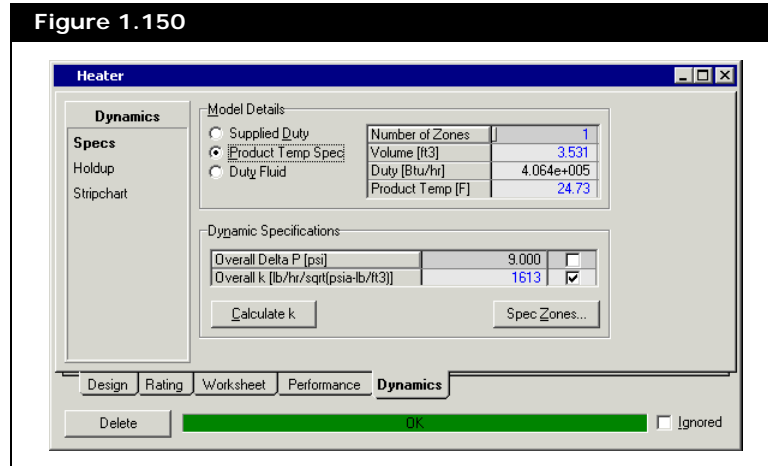 Figure 1.150
Heater
Dynamics
Specs
Holdup
Stripchart
Model Details
Supplied Duty
Product Temp Spec
Duty Fluid
Number of Zones 1
Volume [ft3] 3.531
Duty [Btu/hr] 4.064e+005
Product Temp [F] 24.73
Dynamic Specifications
Overall Delta P [psi] 9.000
Overall k [lb/hr/sqrt(psia-lb/ft3)] 1613
Calculate k
Spec Zones...
Design Rating Worksheet Performance Dynamics
Delete OK Ignored